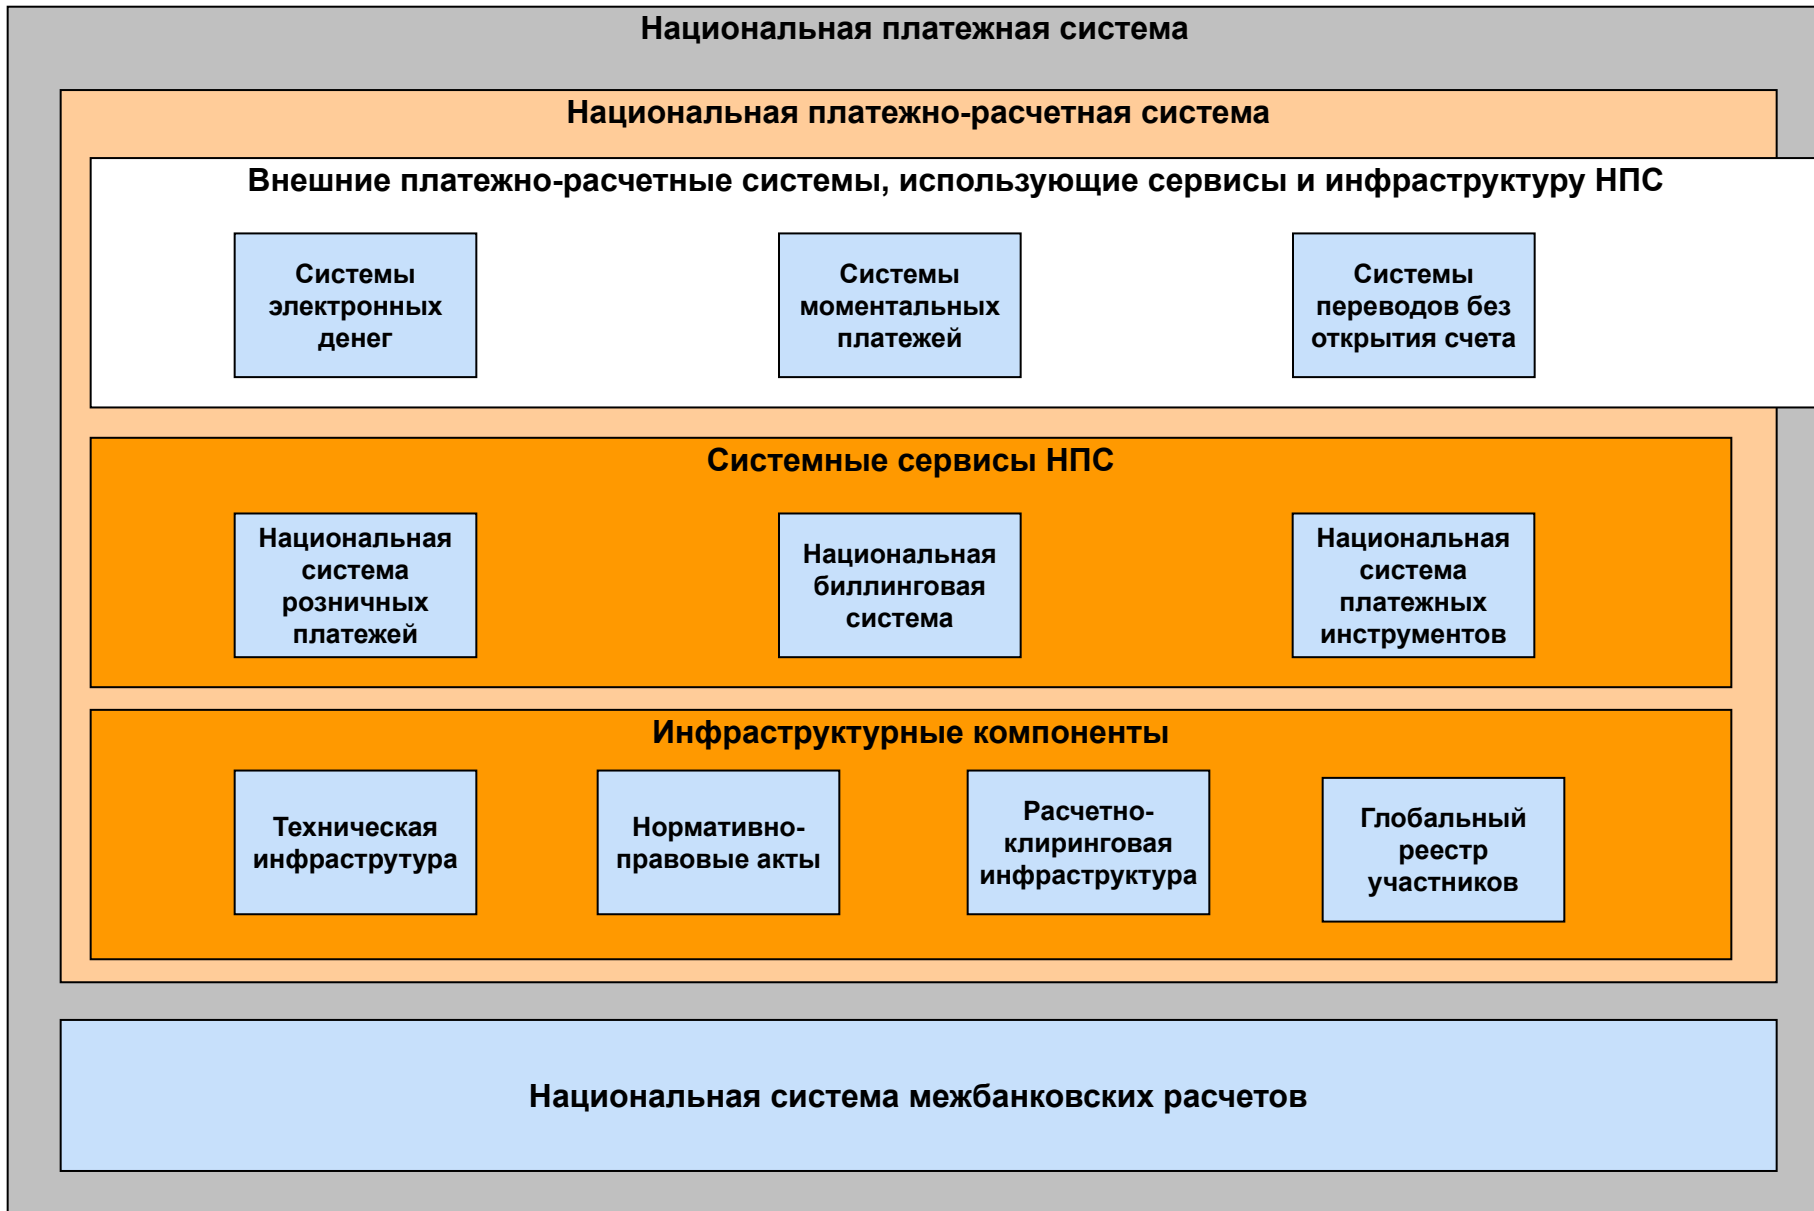 Национальная платежная система
Национальная платежно-расчетная система
Внешние платежно-расчетные системы, использующие сервисы и инфраструктуру НПС
Системы
электронных
денег
Системы
моментальных
платежей
Системы
переводов без
открытия счета
Системные сервисы НПС
Национальная
система
розничных
платежей
Национальная
биллинговая
система
Национальная
система
платежных
инструментов
Инфраструктурные компоненты
Техническая
инфраструтура
Нормативно-
правовые акты
Расчетно-
клиринговая
инфраструктура
Глобальный
реестр
участников
Национальная система межбанковских расчетов